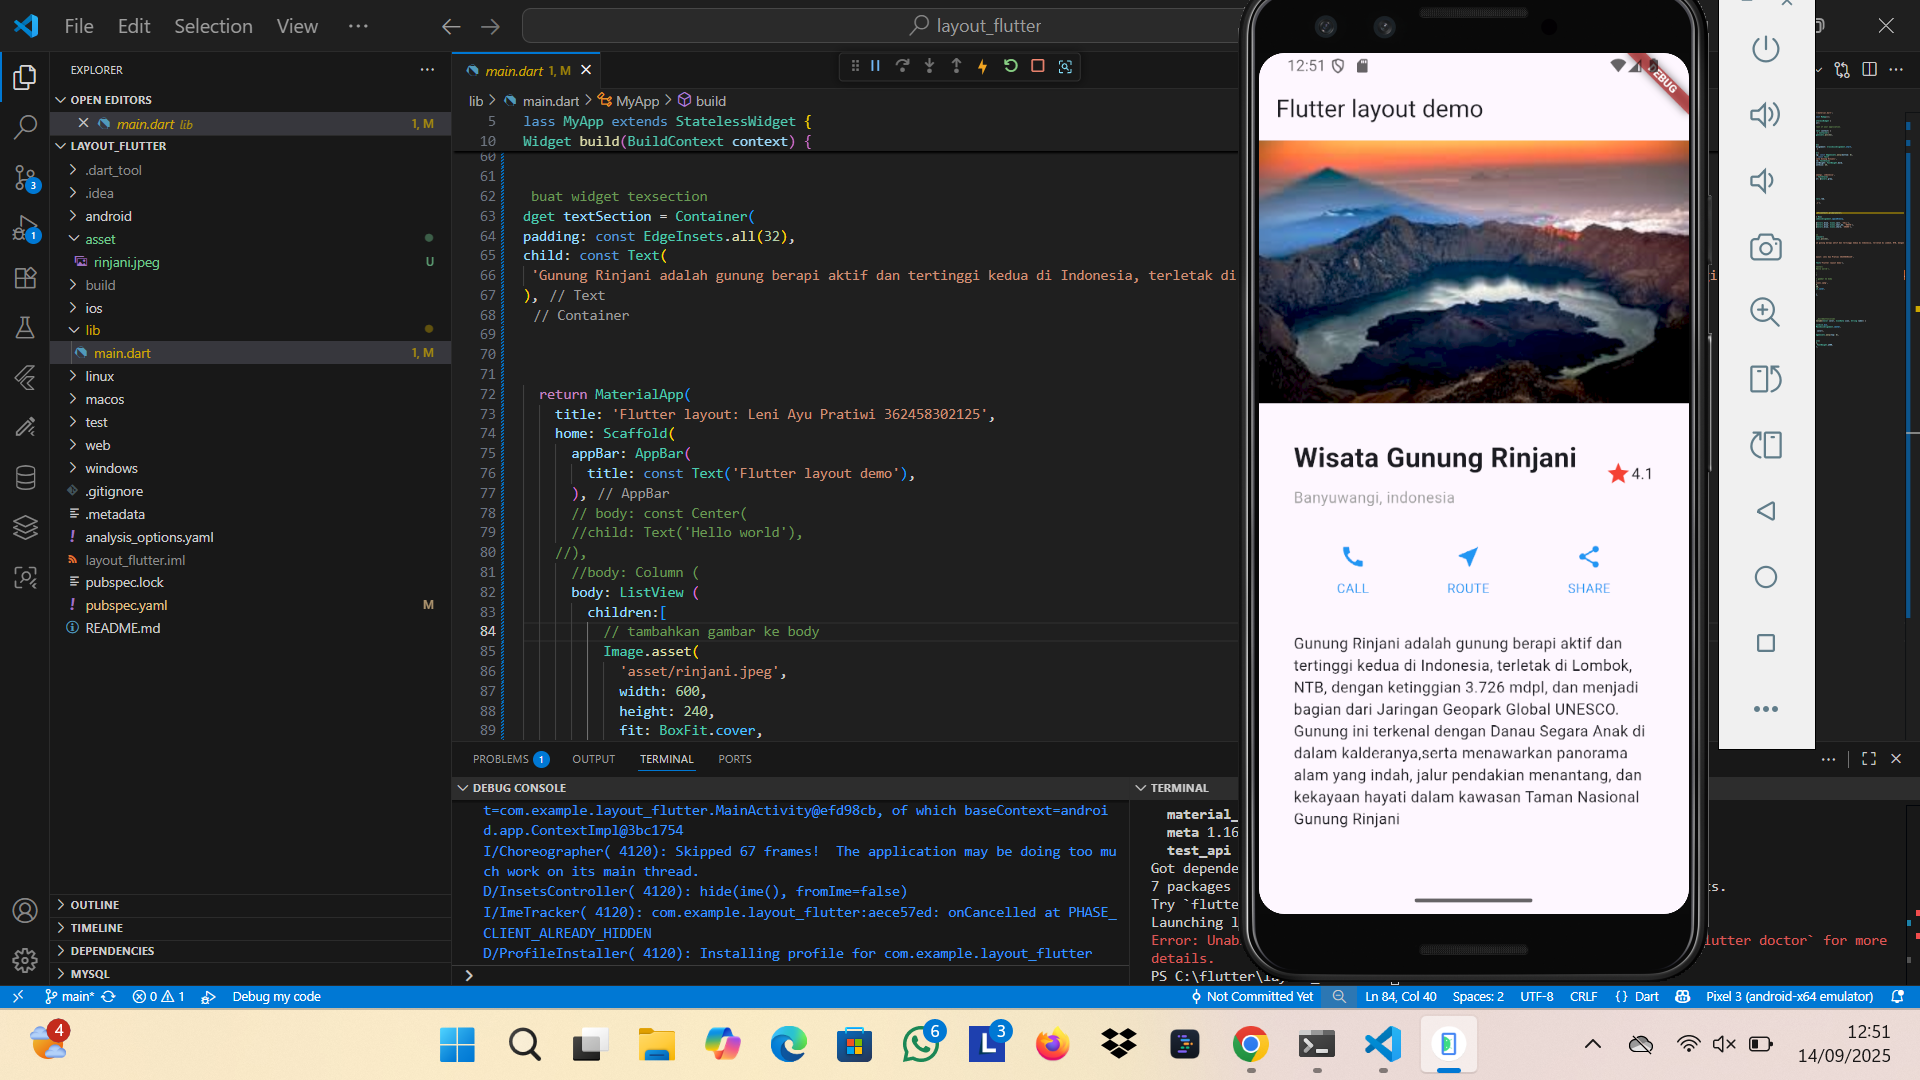 File Edit Selection View ···
layout_flutter
EXPLORER
OPEN EDITORS
main.dart lib 1, M
LAYOUT_FLUTTER
.dart_tool
.idea
android
asset
rinjani.jpeg U
build
ios
lib
main.dart 1, M
linux
macos
test
web
windows
.gitignore
.metadata
analysis_options.yaml
layout_flutter.iml
pubspec.lock
pubspec.yaml M
README.md
OUTLINE
TIMELINE
DEPENDENCIES
MYSQL
3
1
main.dart 1, M
lib > main.dart > MyApp > build
5 lass MyApp extends StatelessWidget {
10 Widget build(BuildContext context) {
60
61
62 buat widget texsection
63 dget textSection = Container(
64 padding: const EdgeInsets.all(32),
65 child: const Text(
66 'Gunung Rinjani adalah gunung berapi aktif dan tertinggi kedua di Indonesia, terletak di
67 ), // Text
68 // Container
69
70
71
72 return MaterialApp(
73 title: 'Flutter layout: Leni Ayu Pratiwi 362458302125',
74 home: Scaffold(
75 appBar: AppBar(
76 title: const Text('Flutter layout demo'),
77 ), // AppBar
78 // body: const Center(
79 //child: Text('Hello world'),
80 //),
81 //body: Column (
82 body: ListView (
83 children:[
84 // tambahkan gambar ke body
85 Image.asset(
86 'asset/rinjani.jpeg',
87 width: 600,
88 height: 240,
89 fit: BoxFit.cover,
PROBLEMS 1 OUTPUT TERMINAL PORTS
DEBUG CONSOLE
t=com.example.layout_flutter.MainActivity@efd98cb, of which baseContext=androi
d.app.ContextImpl@3bc1754
I/Choreographer( 4120): Skipped 67 frames! The application may be doing too mu
ch work on its main thread.
D/InsetsController( 4120): hide(ime(), fromIme=false)
I/ImeTracker( 4120): com.example.layout_flutter:aece57ed: onCancelled at PHASE_
CLIENT_ALREADY_HIDDEN
D/ProfileInstaller( 4120): Installing profile for com.example.layout_flutter
TERMINAL
material_
meta 1.16
test_api
Got depende
7 packages
ts.
Try `flutte
Launching l
Error: Unab
lutter doctor` for more
details.
PS C:\flutter\la
12:51
Flutter layout demo
Wisata Gunung Rinjani
4.1
Banyuwangi, indonesia
CALL ROUTE SHARE
Gunung Rinjani adalah gunung berapi aktif dan
tertinggi kedua di Indonesia, terletak di Lombok,
NTB, dengan ketinggian 3.726 mdpl, dan menjadi
bagian dari Jaringan Geopark Global UNESCO.
Gunung ini terkenal dengan Danau Segara Anak di
dalam kalderanya,serta menawarkan panorama
alam yang indah, jalur pendakian menantang, dan
kekayaan hayati dalam kawasan Taman Nasional
Gunung Rinjani
main* 0 1 Debug my code Not Committed Yet Ln 84, Col 40 Spaces: 2 UTF-8 CRLF {} Dart Pixel 3 (android-x64 emulator)
4
6
3
12:51
14/09/2025